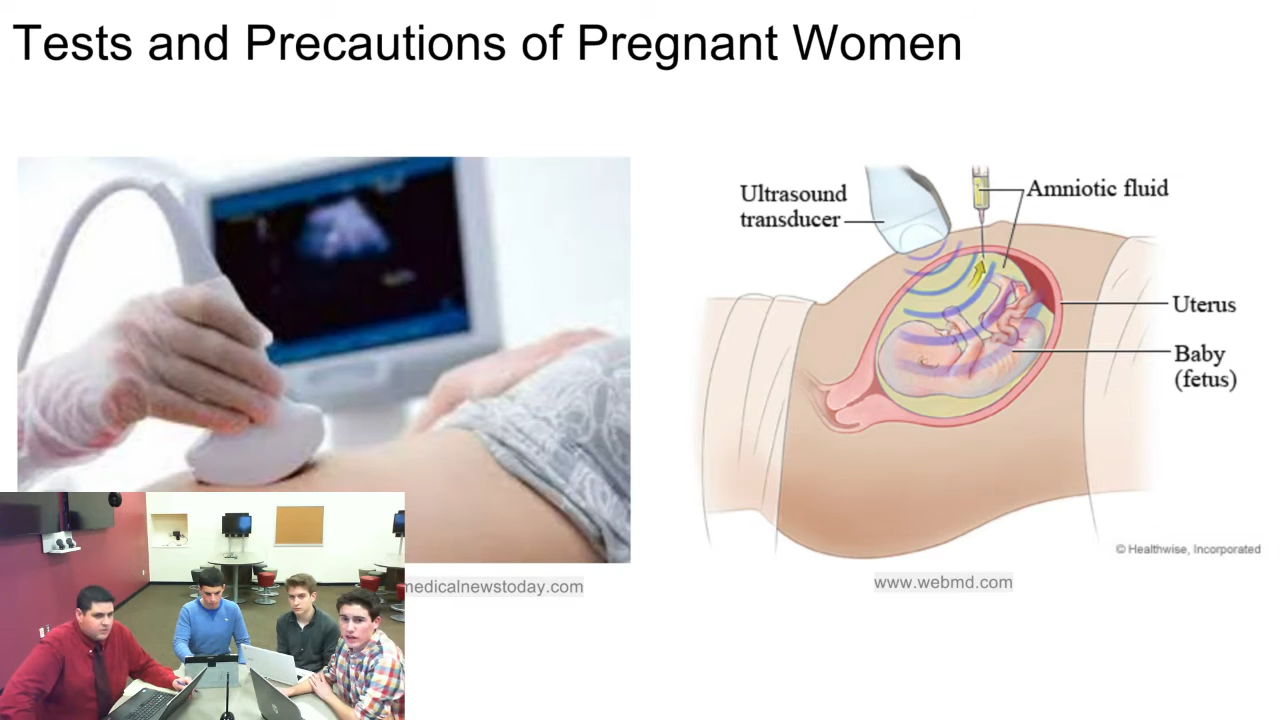 Tests and Precautions of Pregnant Women
Ultrasound
transducer
Amniotic fluid
Uterus
Baby
(fetus)
© Healthwise, Incorporated
medicalnewstoday.com
www.webmd.com